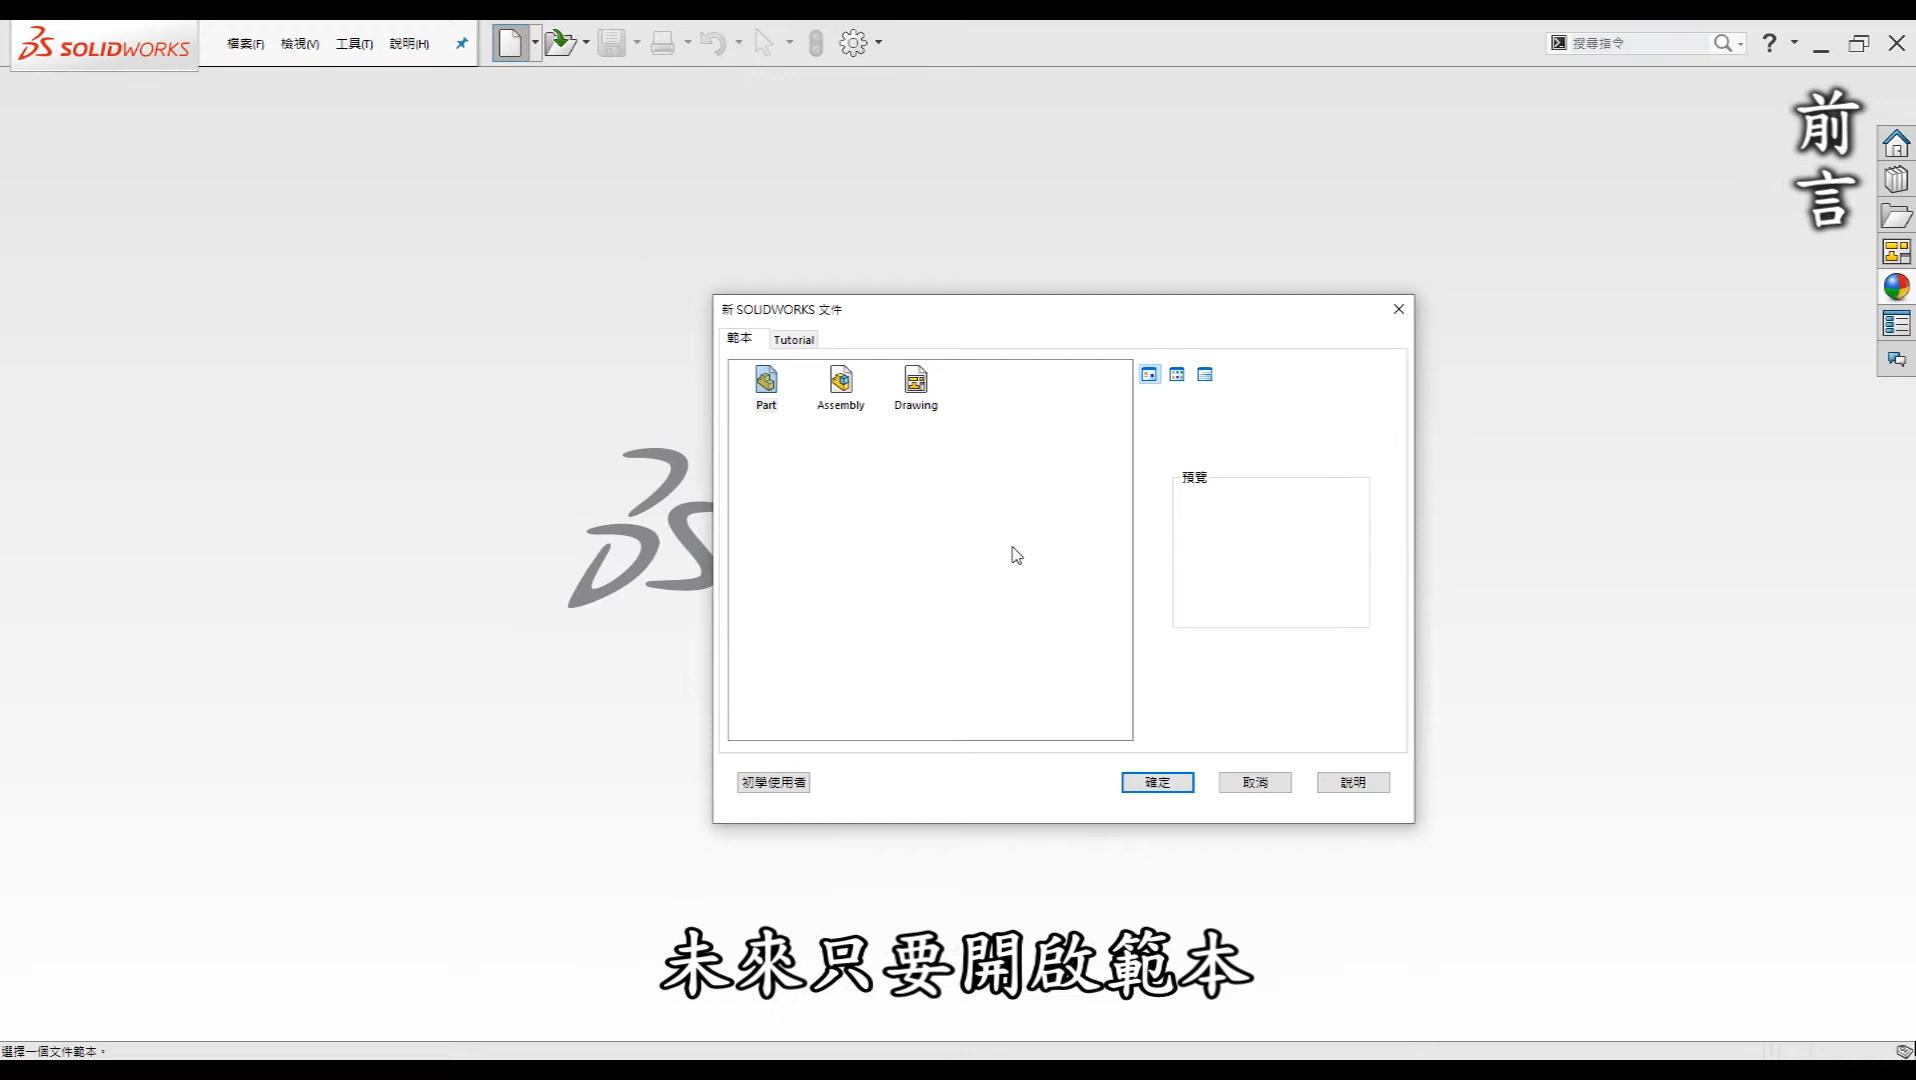 SOLIDWORKS
檔案(F) 檢視(V) 工具(T) 說明(H)
搜尋指令
前言
新 SOLIDWORKS 文件
範本 Tutorial
Part Assembly Drawing
預覽
初學使用者 確定 取消 說明
未來只要開啟範本
選擇一個文件範本。